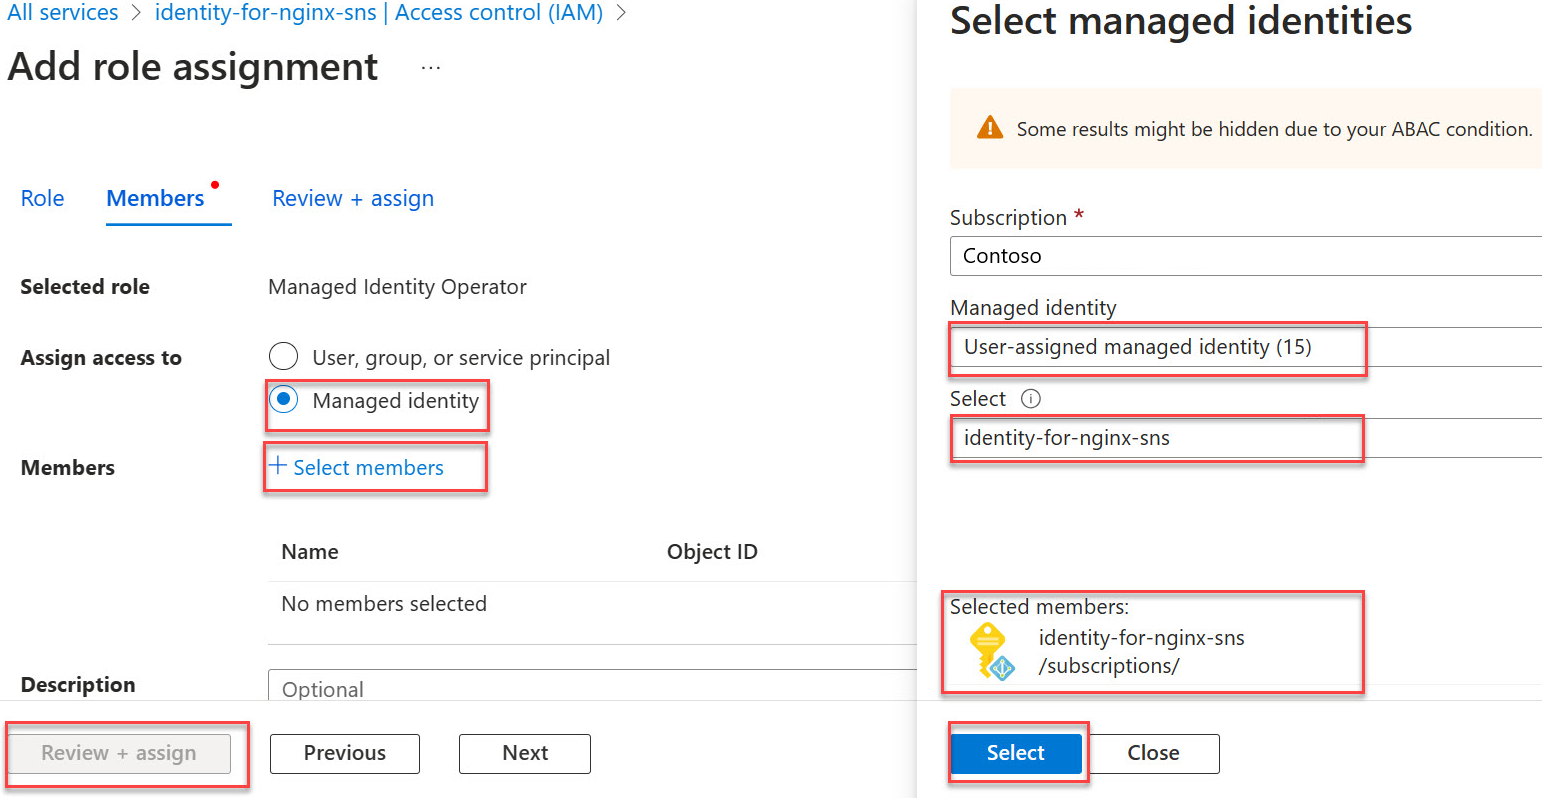 All services > identity-for-nginx-sns | Access control (IAM) >
Add role assignment ...
Role
Members
Review + assign
Selected role
Managed Identity Operator
Assign access to
User, group, or service principal
Managed identity
Members
+ Select members
Name
Object ID
No members selected
Description
Optional
Review + assign
Previous
Next
Select managed identities
Some results might be hidden due to your ABAC condition.
Subscription *
Contoso
Managed identity
User-assigned managed identity (15)
Select
identity-for-nginx-sns
Selected members:
identity-for-nginx-sns
/subscriptions/
Select
Close